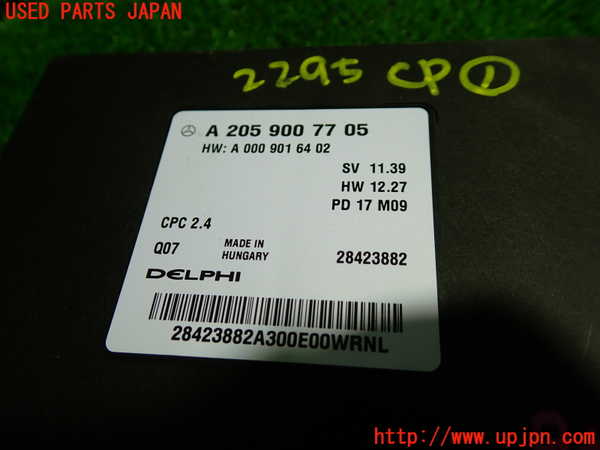 USED PARTS JAPAN
2295 CP①
A 205 900 77 05
HW: A 000 901 64 02
SV 11.39
HW 12.27
PD 17 M09
CPC 2.4
Q07 MADE IN HUNGARY 28423882
DELPHI
28423882A300E00WRNL
http://www.upjpn.com